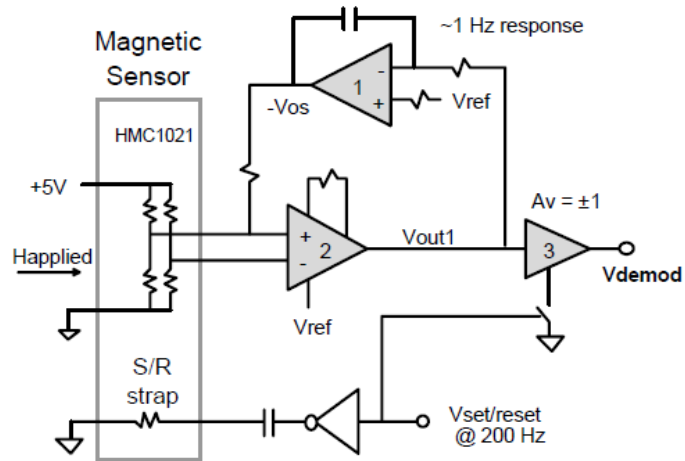 Magnetic
Sensor
HMC1021
+5V
Happlied
S/R
strap
~1 Hz response
-
1
+
Vref
-Vos
+
2
-
Vref
Vout1
Av = ±1
3
Vdemod
Vset/reset
@ 200 Hz